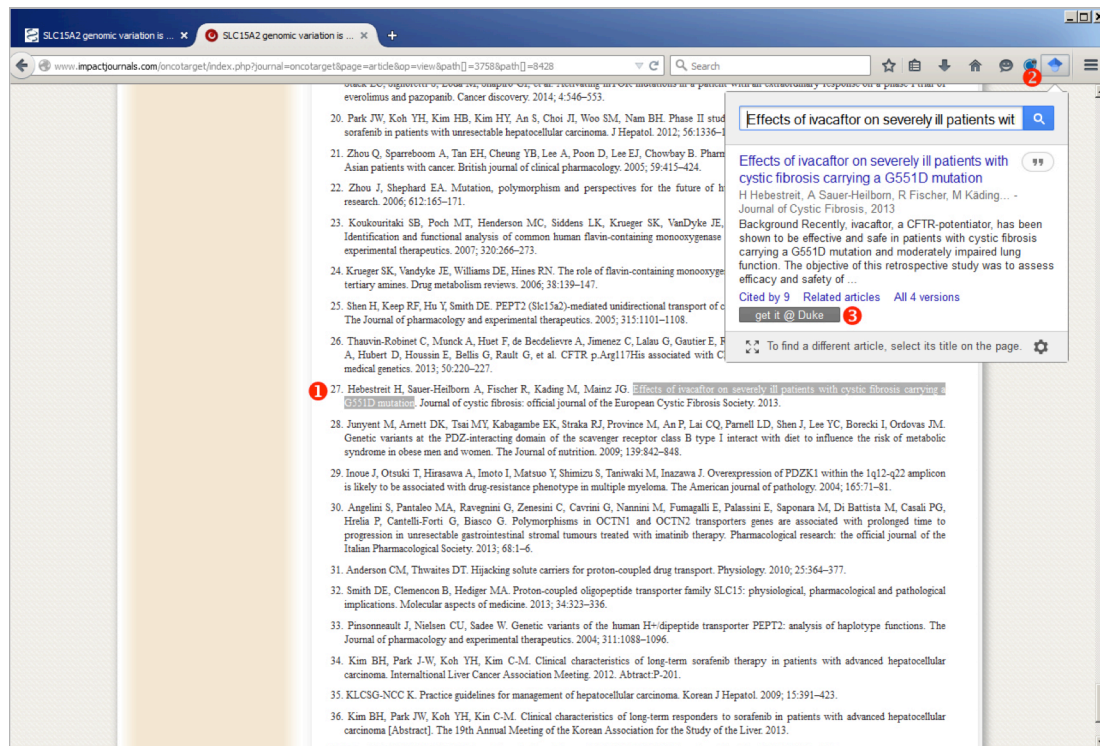 SLC15A2 genomic variation is ... ×
SLC15A2 genomic variation is ... ×
+
www.impactjournals.com/oncotarget/index.php?journal=oncotarget&page=article&op=view&path[]=3758&path[]=8428
Search
2
everolimus and pazopanib. Cancer discovery. 2014; 4:546–553.
20. Park JW, Koh YH, Kim HB, Kim HY, An S, Choi JI, Woo SM, Nam BH. Phase II
sorafenib in patients with unresectable hepatocellular carcinoma. J Hepatol. 2012; 56:1336–
21. Zhou Q, Sparreboom A, Tan EH, Cheung YB, Lee A, Poon D, Lee EJ, Chowbay B.
Asian patients with cancer. British journal of clinical pharmacology. 2005; 59:415–424.
22. Zhou J, Shephard EA. Mutation, polymorphism and perspectives for the future of
research. 2006; 612:165–171.
23. Koukouritaki SB, Poch MT, Henderson MC, Siddens LK, Krueger SK, VanDyke JE,
Identification and functional analysis of common human flavin-containing monooxygenase
experimental therapeutics. 2007; 320:266–273.
24. Krueger SK, Vandyke JE, Williams DE, Hines RN. The role of flavin-containing
tertiary amines. Drug metabolism reviews. 2006; 38:139–147.
25. Shen H, Keep RF, Hu Y, Smith DE. PEPT2 (Slc15a2)-mediated unidirectional transport of
The Journal of pharmacology and experimental therapeutics. 2005; 315:1101–1108.
26. Thauvin-Robinet C, Munck A, Huet F, de Becdelievre A, Jimenez C, Lalau G, Gautier E,
A, Hubert D, Houssin E, Bellis G, Rault G, et al. CFTR p.Arg117His associated with
medical genetics. 2013; 50:220–227.
1
27. Hebestreit H, Sauer-Heilborn A, Fischer R, Kading M, Mainz JG. Effects of ivacaftor on severely ill patients with cystic fibrosis carrying a
G551D mutation. Journal of cystic fibrosis: official journal of the European Cystic Fibrosis Society. 2013.
28. Junyent M, Arnett DK, Tsai MY, Kabagambe EK, Straka RJ, Province M, An P, Lai CQ, Parnell LD, Shen J, Lee YC, Borecki I, Ordovas JM.
Genetic variants at the PDZ-interacting domain of the scavenger receptor class B type I interact with diet to influence the risk of metabolic
syndrome in obese men and women. The Journal of nutrition. 2009; 139:842–848.
29. Inoue J, Otsuki T, Hirasawa A, Imoto I, Matsuo Y, Shimizu S, Taniwaki M, Inazawa J. Overexpression of PDZK1 within the 1q12-q22 amplicon
is likely to be associated with drug-resistance phenotype in multiple myeloma. The American journal of pathology. 2004; 165:71–81.
30. Angelini S, Pantaleo MA, Ravegnini G, Zenesini C, Cavrini G, Nannini M, Fumagalli E, Palassini E, Saponara M, Di Battista M, Casali PG,
Hrelia P, Cantelli-Forti G, Biasco G. Polymorphisms in OCTN1 and OCTN2 transporters genes are associated with prolonged time to
progression in unresectable gastrointestinal stromal tumours treated with imatinib therapy. Pharmacological research: the official journal of the
Italian Pharmacological Society. 2013; 68:1–6.
31. Anderson CM, Thwaites DT. Hijacking solute carriers for proton-coupled drug transport. Physiology. 2010; 25:364–377.
32. Smith DE, Clemencon B, Hediger MA. Proton-coupled oligopeptide transporter family SLC15: physiological, pharmacological and pathological
implications. Molecular aspects of medicine. 2013; 34:323–336.
33. Pinsonneault J, Nielsen CU, Sadee W. Genetic variants of the human H+/dipeptide transporter PEPT2: analysis of haplotype functions. The
Journal of pharmacology and experimental therapeutics. 2004; 311:1088–1096.
34. Kim BH, Park J-W, Koh YH, Kim C-M. Clinical characteristics of long-term sorafenib therapy in patients with advanced hepatocellular
carcinoma. Internaltional Liver Cancer Association Meeting. 2012. Abtract:P-201.
35. KLCSG-NCC K. Practice guidelines for management of hepatocellular carcinoma. Korean J Hepatol. 2009; 15:391–423.
36. Kim BH, Park JW, Koh YH, Kin C-M. Clinical characteristics of long-term responders to sorafenib in patients with advanced hepatocellular
carcinoma [Abstract]. The 19th Annual Meeting of the Korean Association for the Study of the Liver. 2013.
Effects of ivacaftor on severely ill patients wit
Effects of ivacaftor on severely ill patients with
cystic fibrosis carrying a G551D mutation
H Hebestreit, A Sauer-Heilborn, R Fischer, M Käding... -
Journal of Cystic Fibrosis, 2013
Background Recently, ivacaftor, a CFTR-potentiator, has been
shown to be effective and safe in patients with cystic fibrosis
carrying a G551D mutation and moderately impaired lung
function. The objective of this retrospective study was to assess
efficacy and safety of ...
Cited by 9 Related articles All 4 versions
get it @ Duke 3
To find a different article, select its title on the page.